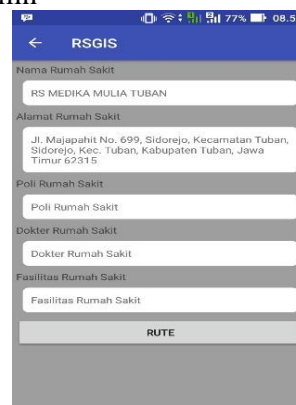 77% 08.5
RSGIS
Nama Rumah Sakit
RS MEDIKA MULIA TUBAN
Alamat Rumah Sakit
Jl. Majapahit No. 699, Sidorejo, Kecamatan Tuban,
Sidorejo, Kec. Tuban, Kabupaten Tuban, Jawa
Timur 62315
Poli Rumah Sakit
Poli Rumah Sakit
Dokter Rumah Sakit
Dokter Rumah Sakit
Fasilitas Rumah Sakit
Fasilitas Rumah Sakit
RUTE